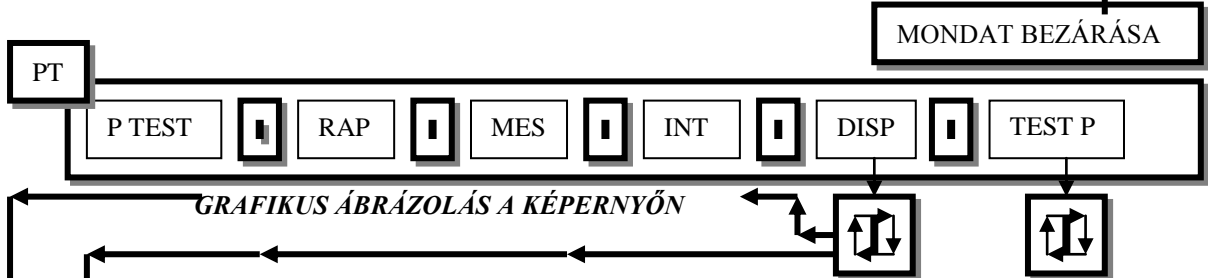 MONDAT BEZÁRÁSA
PT
P TEST RAP MES INT DISP TEST P
GRAFIKUS ÁBRÁZOLÁS A KÉPERNYŐN